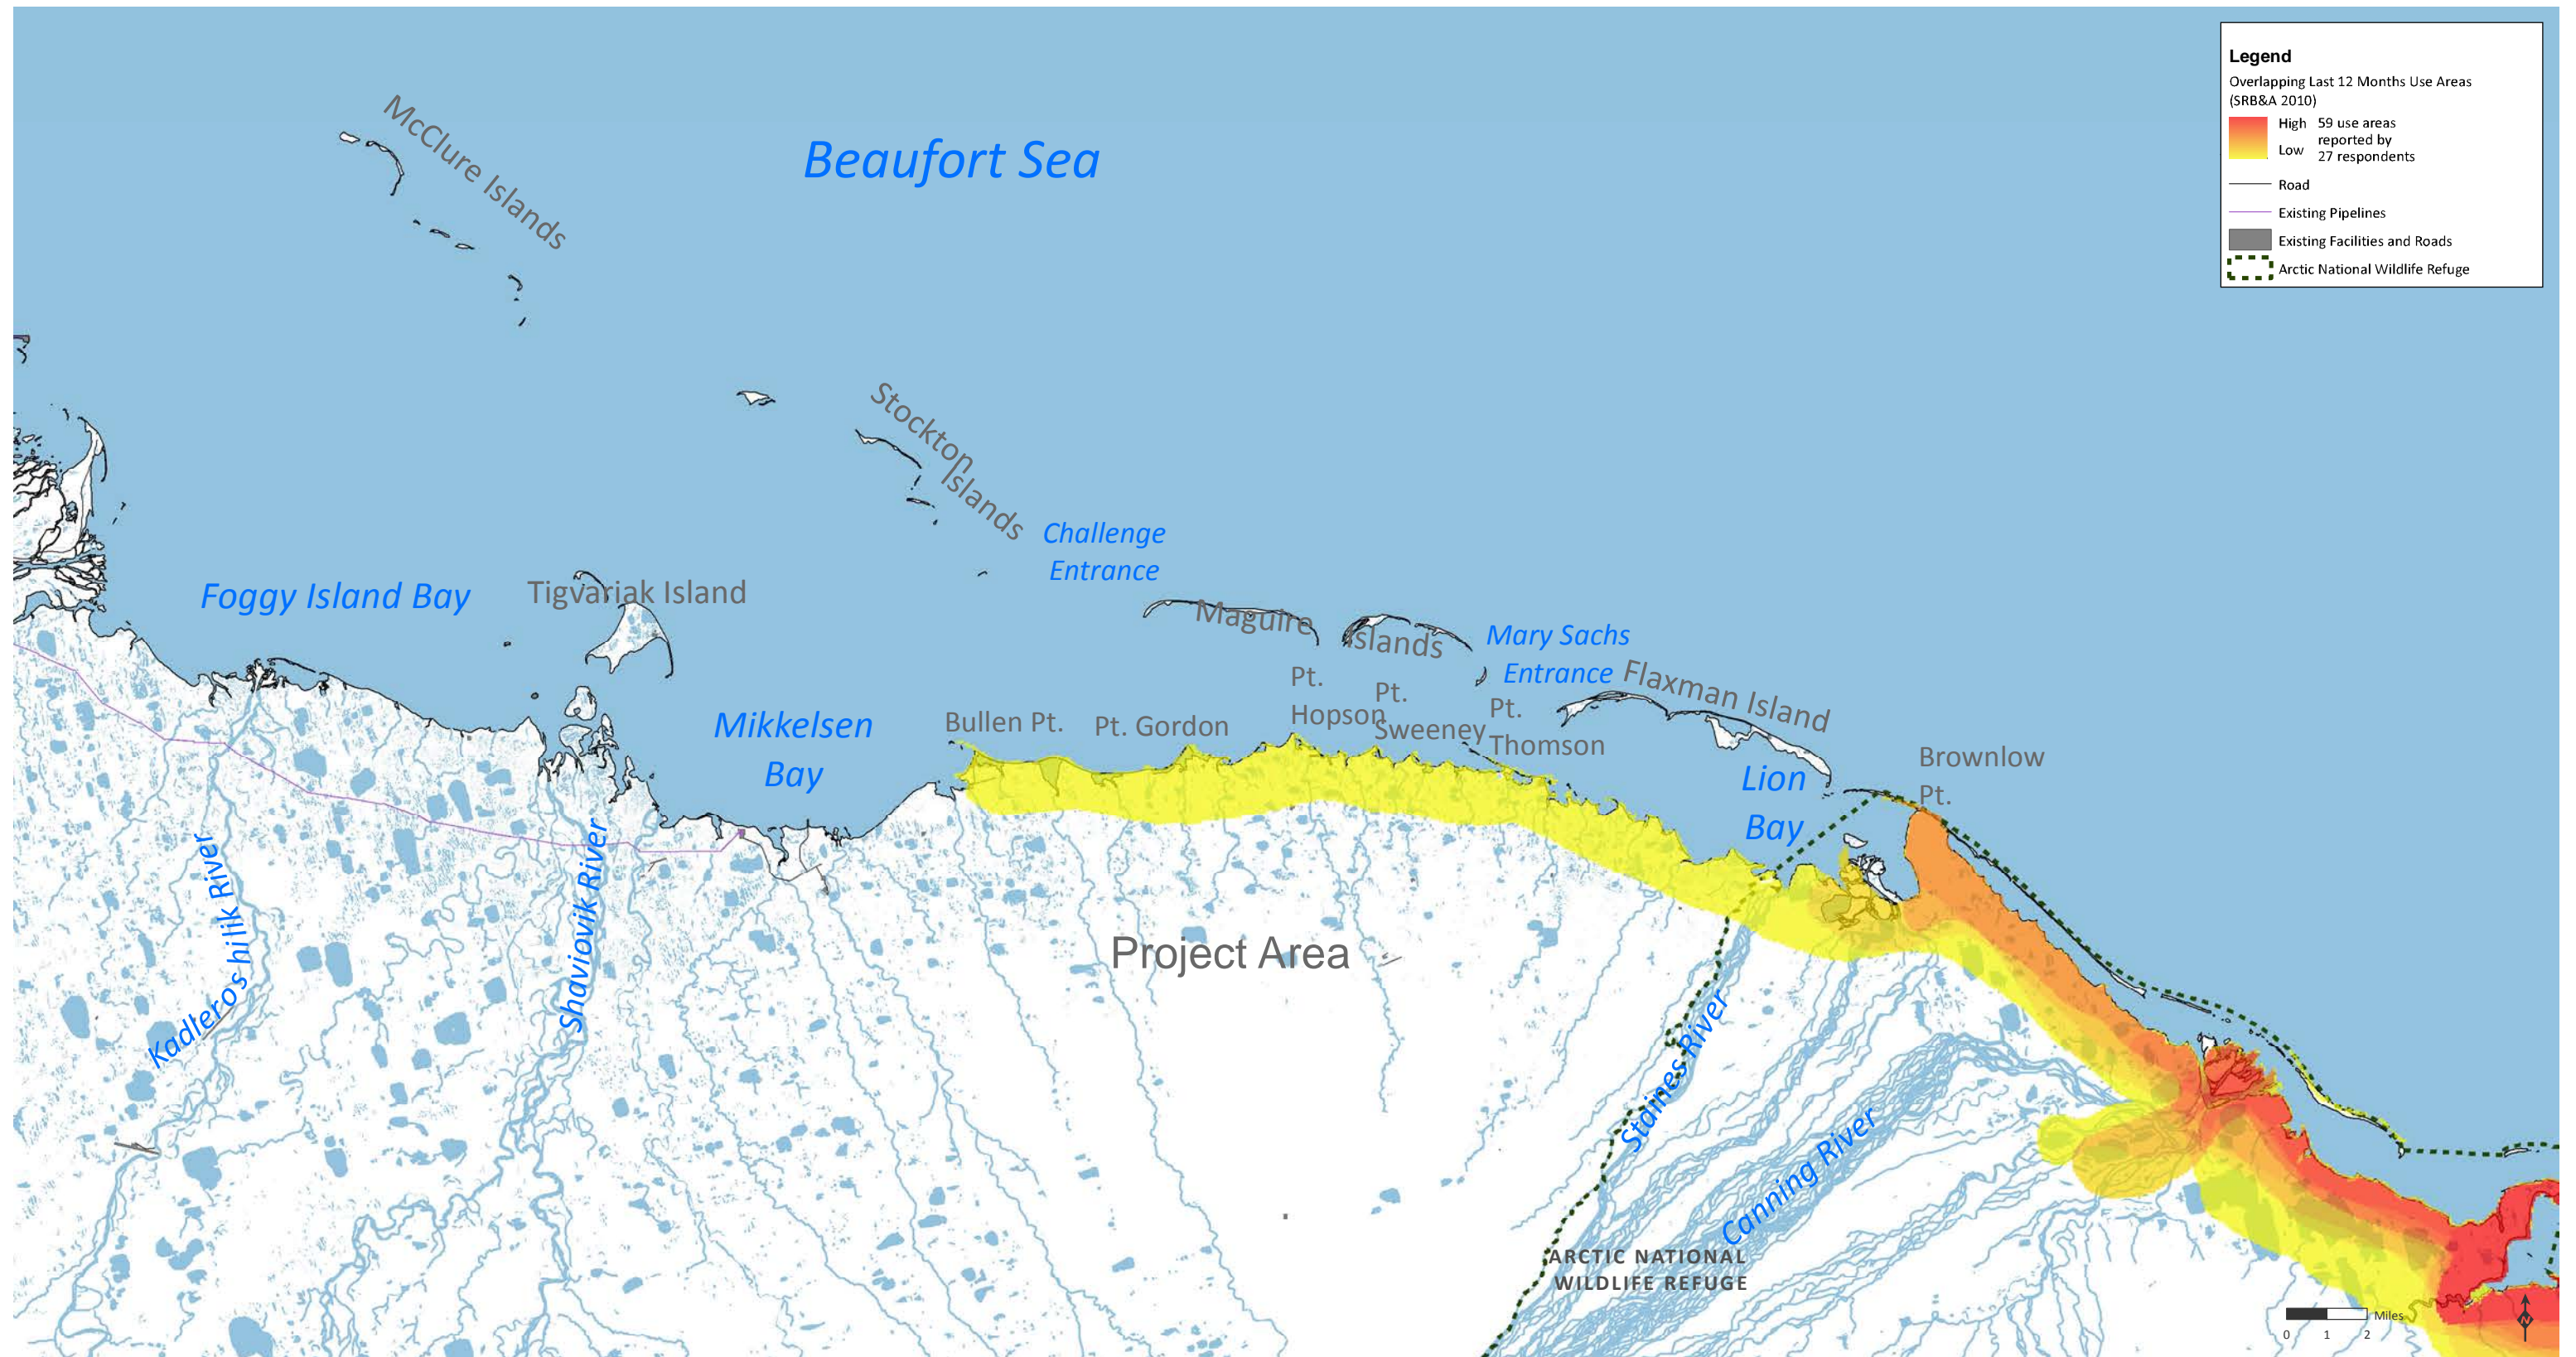 Legend
Overlapping Last 12 Months Use Areas
(SRB&A 2010)
High
Low
59 use areas
reported by
27 respondents
Road
Existing Pipelines
Existing Facilities and Roads
Arctic National Wildlife Refuge
McClure Islands
Beaufort Sea
Stockton
Islands
Challenge
Entrance
Foggy Island Bay
Tigvariak Island
Maguire
Islands
Mary Sachs
Entrance
Flaxman Island
Mikkelsen
Bay
Bullen Pt.
Pt. Gordon
Pt.
Hopson
Pt.
Sweeney
Pt.
Thomson
Lion
Bay
Brownlow
Pt.
Kadleroshilik River
Shaviovik River
Project Area
Staines River
Canning River
ARCTIC NATIONAL
WILDLIFE REFUGE
Miles
0 1 2
N